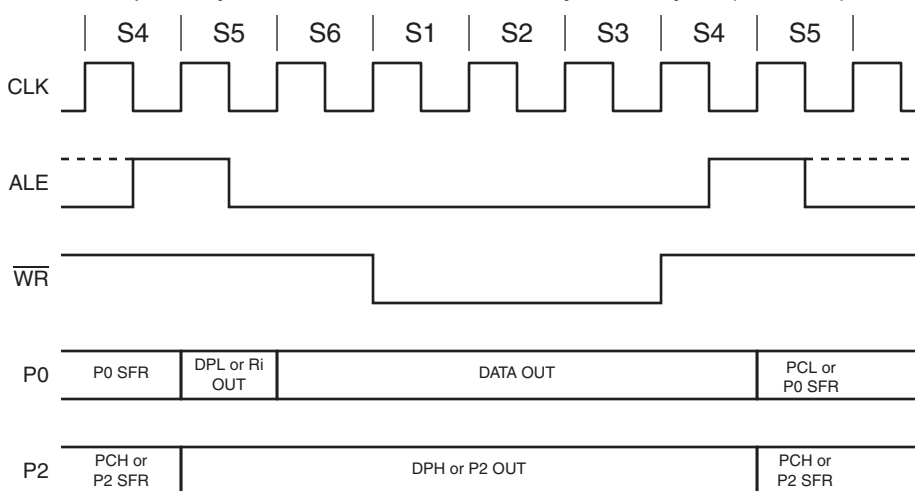 S4 S5 S6 S1 S2 S3 S4 S5
CLK
ALE
WR
P0 P0 SFR DPL or Ri OUT DATA OUT PCL or P0 SFR
P2 PCH or P2 SFR DPH or P2 OUT PCH or P2 SFR